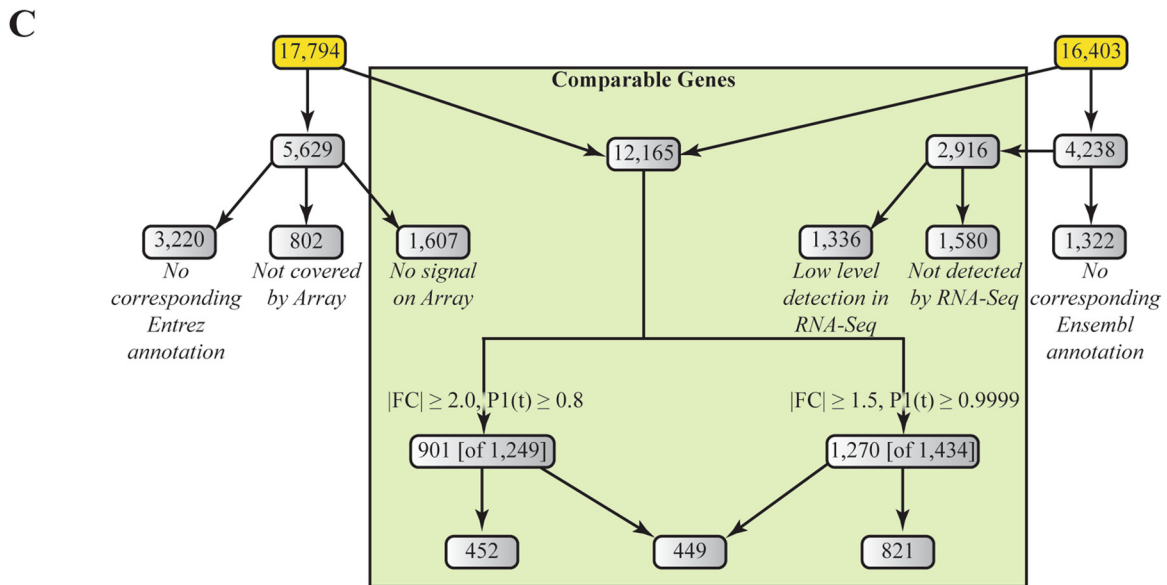 C
17,794
16,403
Comparable Genes
5,629
12,165
2,916
4,238
3,220
802
1,607
1,336
1,580
1,322
No
corresponding
Entrez
annotation
Not covered
by Array
No signal
on Array
Low level
detection in
RNA-Seq
Not detected
by RNA-Seq
No
corresponding
Ensembl
annotation
|FC| ≥ 2.0, P1(t) ≥ 0.8
|FC| ≥ 1.5, P1(t) ≥ 0.9999
901 [of 1,249]
1,270 [of 1,434]
452
449
821